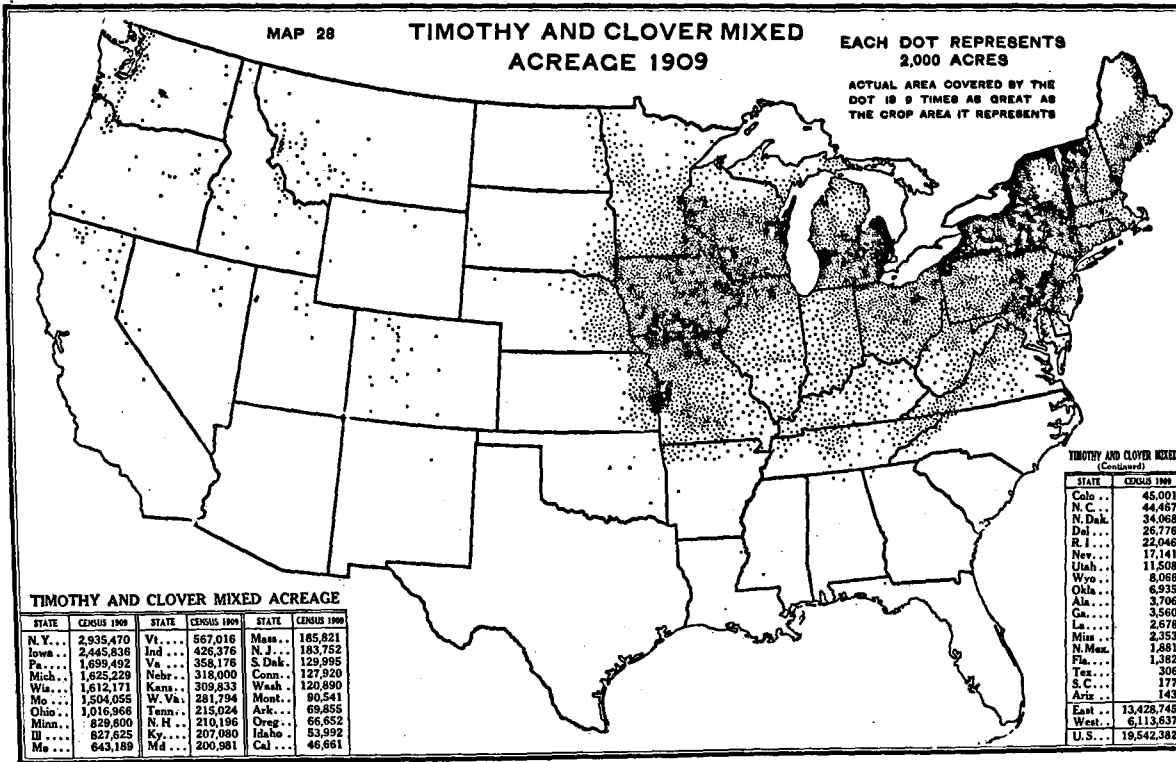 MAP 28
TIMOTHY AND CLOVER MIXED
ACREAGE 1909
EACH DOT REPRESENTS
2,000 ACRES
ACTUAL AREA COVERED BY THE
DOT IS 9 TIMES AS GREAT AS
THE CROP AREA IT REPRESENTS
TIMOTHY AND CLOVER MIXED ACREAGE
STATE CENSUS 1909 STATE CENSUS 1909 STATE CENSUS 1909
N.Y... 2,935,470 Vt.... 567,016 Mass.. 185,821
Iowa.. 2,445,836 Ind... 426,376 N.J... 183,752
Pa.... 1,699,492 Va... 358,176 S.Dak. 129,995
Mich.. 1,625,229 Nebr.. 318,000 Conn.. 127,920
Wis... 1,612,171 Kans.. 309,833 Wash.. 120,890
Mo... 1,504,055 W.Va. 281,794 Mont.. 90,541
Ohio.. 1,016,966 Tenn.. 215,024 Ark... 69,855
Minn.. 829,600 N.H.. 210,196 Oreg.. 66,652
Ill... 827,625 Ky... 207,080 Idaho.. 53,992
Me... 643,189 Md... 200,981 Cal... 46,661
TIMOTHY AND CLOVER MIXED
(Continued)
STATE CENSUS 1909
Colo.. 45,001
N.C... 44,467
N.Dak. 34,068
Del... 26,776
R.I... 22,046
Nev... 17,141
Utah.. 11,508
Wyo.. 8,066
Okla.. 6,935
Ala... 3,706
Ga.... 3,560
La.... 2,678
Miss.. 2,353
N.Mex. 1,881
Fla... 1,382
Tex... 306
S.C... 177
Ariz.. 143
East.. 13,428,745
West.. 6,113,637
U.S... 19,542,382